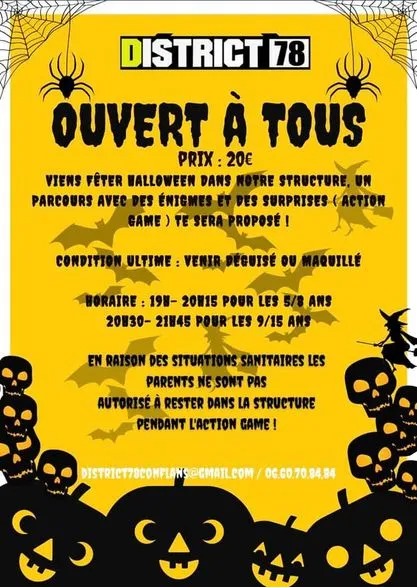 DISTRICT 78
OUVERT À TOUS
PRIX : 20€
VIENS FÊTER HALLOWEEN DANS NOTRE STRUCTURE, UN
PARCOURS AVEC DES ÉNIGMES ET DES SURPRISES ( ACTION
GAME ) TE SERA PROPOSÉ !
CONDITION ULTIME : VENIR DÉGUISÉ OU MAQUILLÉ
HORAIRE : 19H- 20H15 POUR LES 5/8 ANS
20H30- 21H45 POUR LES 9/15 ANS
EN RAISON DES SITUATIONS SANITAIRES LES
PARENTS NE SONT PAS
AUTORISÉ À RESTER DANS LA STRUCTURE
PENDANT L'ACTION GAME !
DISTRICT78CONFLANS@GMAIL.COM / 06.60.70.84.84